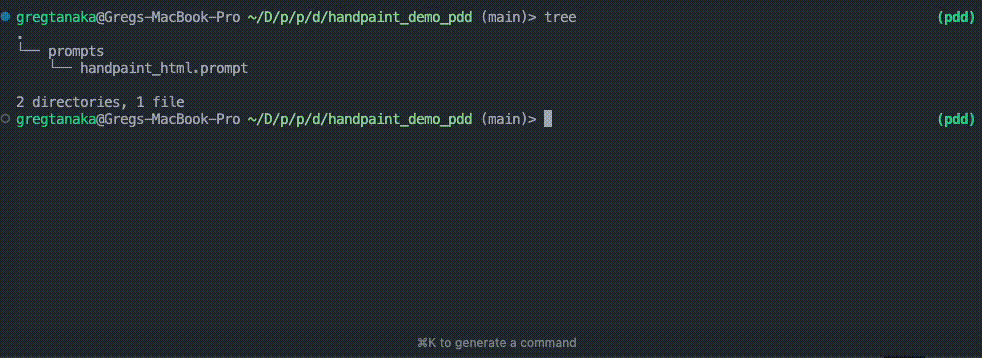 gregtanaka@Gregs-MacBook-Pro ~/D/p/p/d/handpaint_demo_pdd (main)> tree (pdd)
.
└── prompts
    └── handpaint_html.prompt
2 directories, 1 file
gregtanaka@Gregs-MacBook-Pro ~/D/p/p/d/handpaint_demo_pdd (main)> (pdd)
⌘K to generate a command